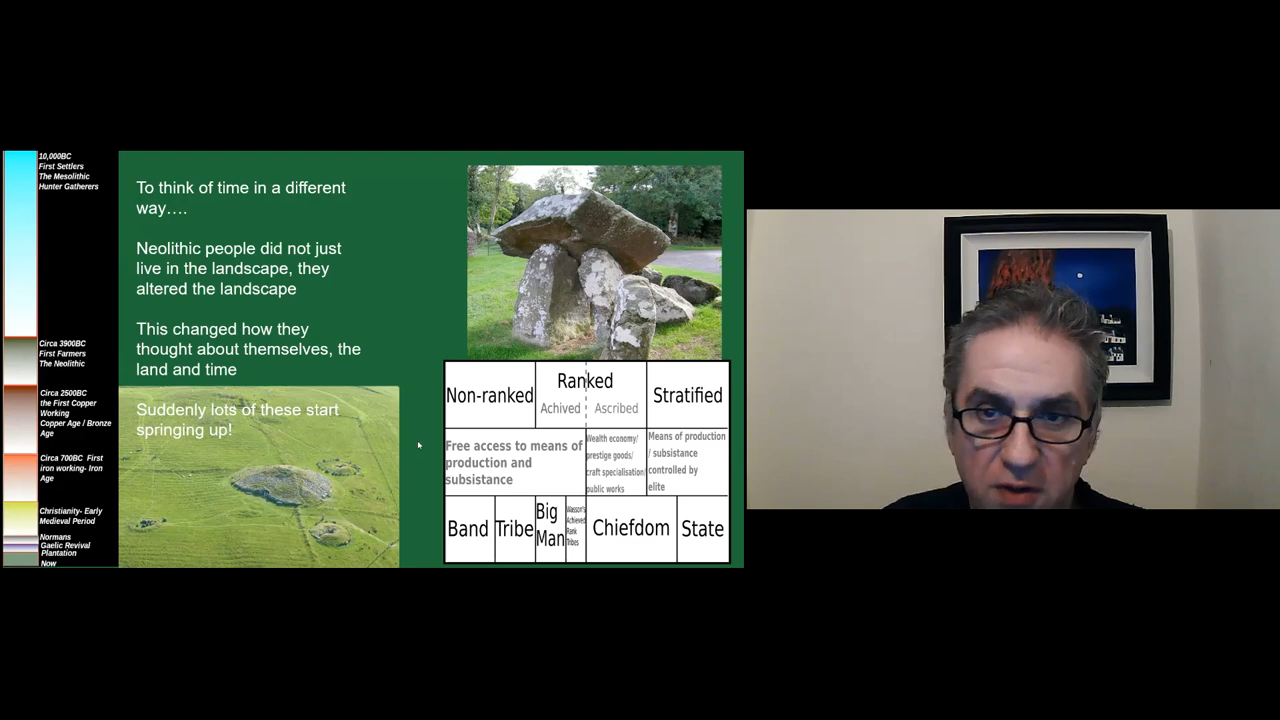 10,000BC
First Settlers
The Mesolithic
Hunter Gatherers
Circa 3900BC
First Farmers
The Neolithic
Circa 2500BC
the First Copper
Working
Copper Age / Bronze
Age
Circa 700BC First
iron working- Iron
Age
Christianity- Early
Medieval Period
Normans
Gaelic Revival
Plantation
Now
To think of time in a different
way….
Neolithic people did not just
live in the landscape, they
altered the landscape
This changed how they
thought about themselves, the
land and time
Suddenly lots of these start
springing up!
Non-ranked
Ranked
Achived
Ascribed
Stratified
Free access to means of
production and
subsistance
Wealth economy/
prestige goods/
craft specialisation/
public works
Means of production
/ subsistance
controlled by
elite
Band
Tribe
Big
Man
Wasson's
Achieved
Rank
Tribes
Chiefdom
State